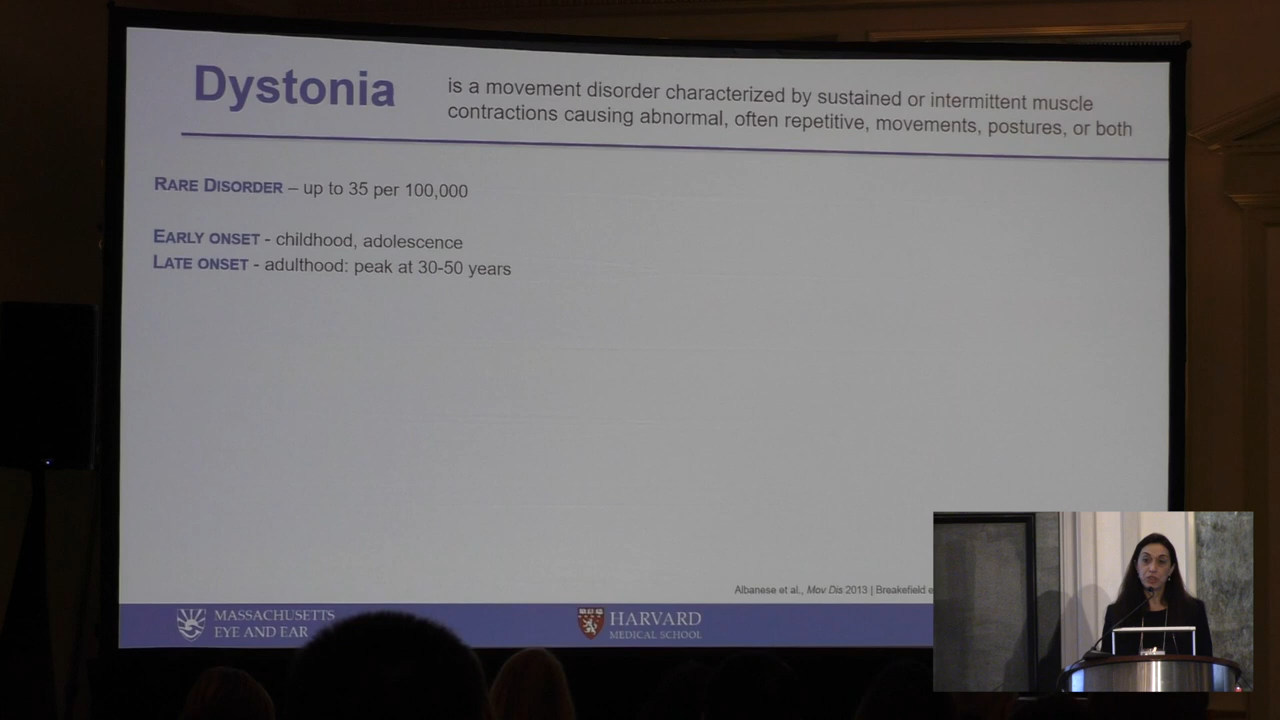 Dystonia
is a movement disorder characterized by sustained or intermittent muscle
contractions causing abnormal, often repetitive, movements, postures, or both
RARE DISORDER – up to 35 per 100,000
EARLY ONSET - childhood, adolescence
LATE ONSET - adulthood: peak at 30-50 years
Albanese et al., Mov Dis 2013 | Breakefield e
MASSACHUSETTS
EYE AND EAR
HARVARD
MEDICAL SCHOOL